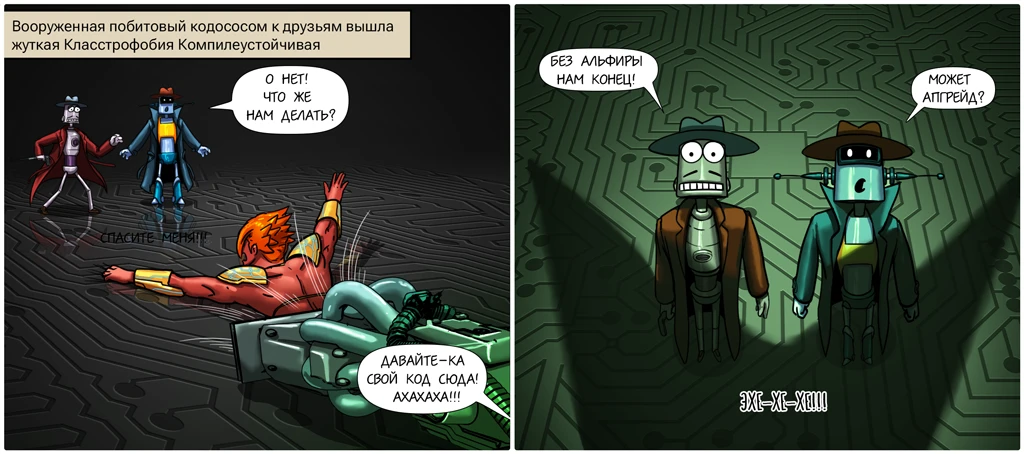 Вооруженная побитовым кодососом к друзьям вышла
жуткая Класстрофобия Компилеустойчивая
О НЕТ!
ЧТО ЖЕ
НАМ ДЕЛАТЬ?
СПАСИТЕ МЕНЯ!!!
ДАВАЙТЕ-КА
СВОЙ КОД СЮДА!
АХАХАХА!!!
БЕЗ АЛЬФИРЫ
НАМ КОНЕЦ!
МОЖЕТ
АПГРЕЙД?
ЭХЕ-ХЕ-ХЕ!!!